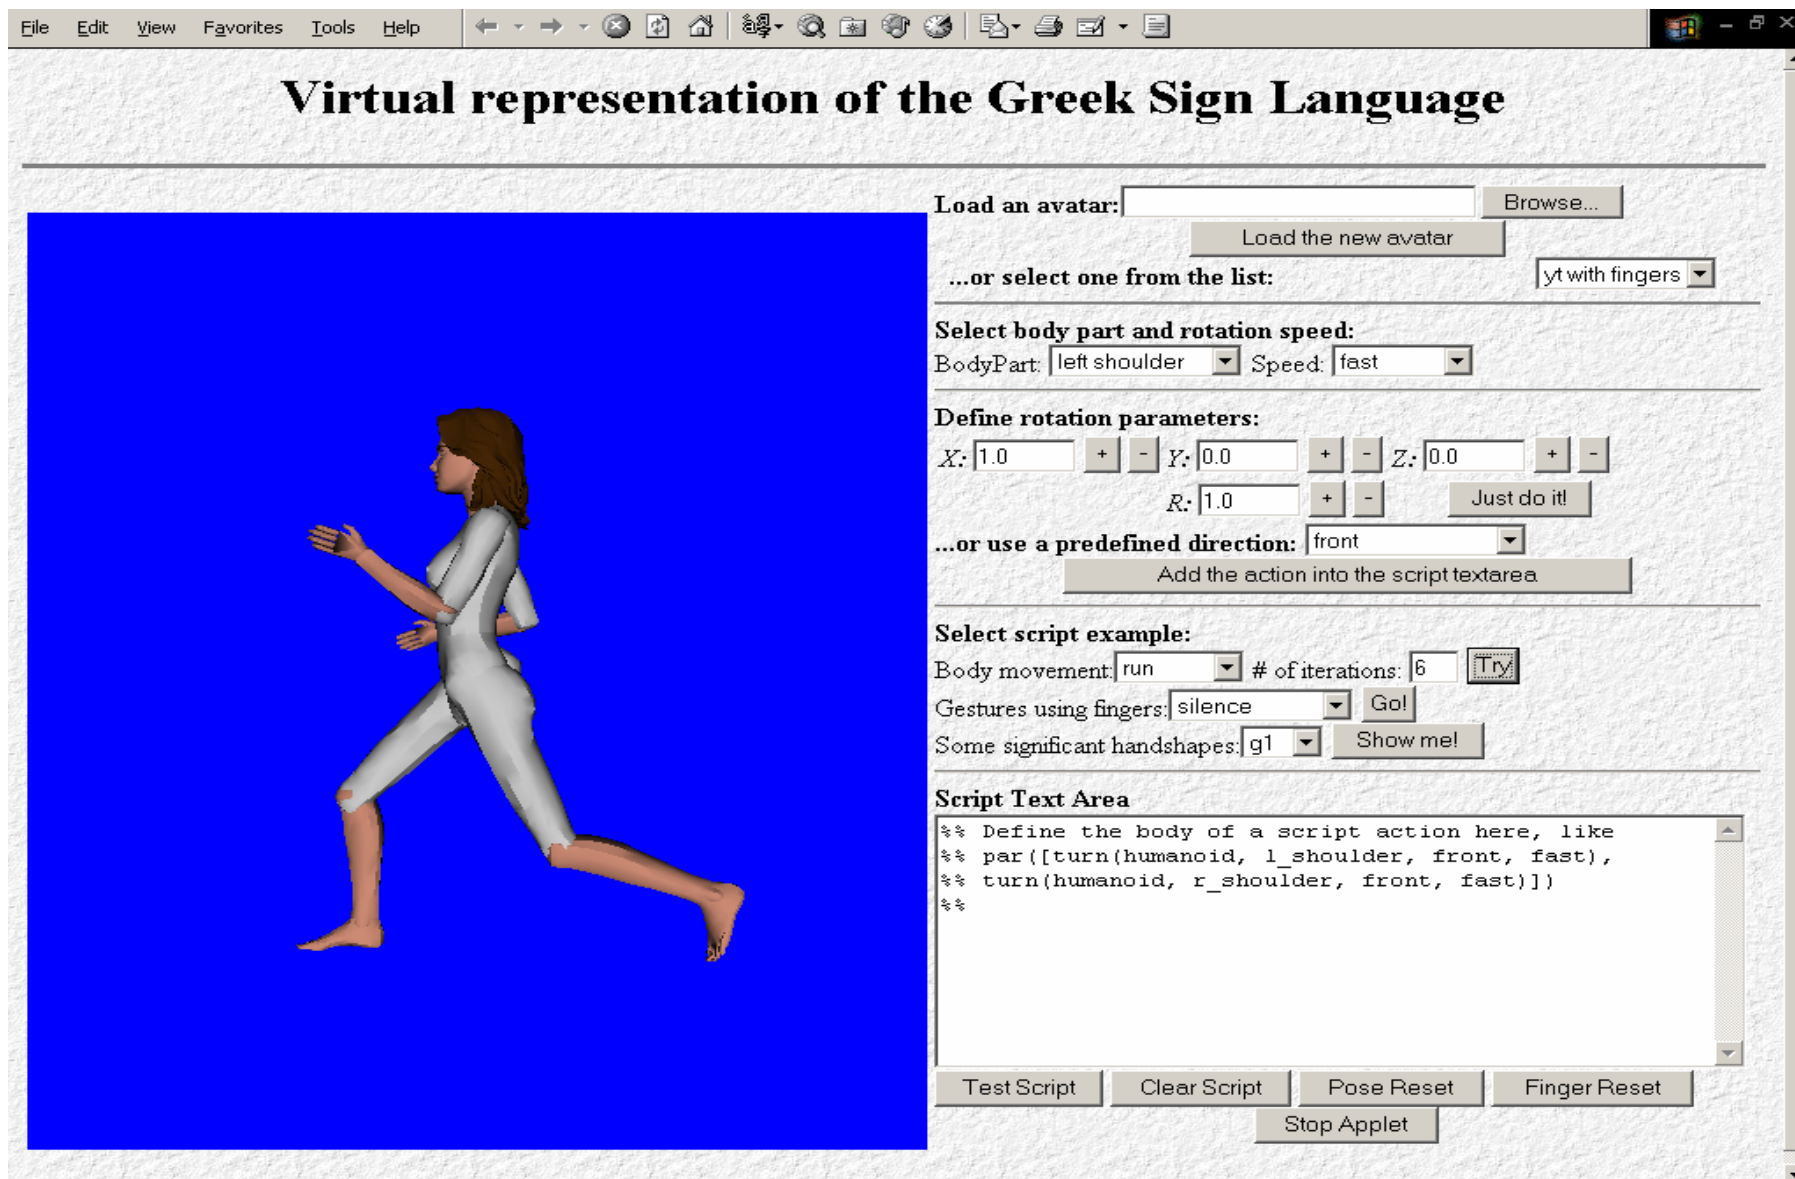 File Edit View Favorites Tools Help
Virtual representation of the Greek Sign Language
Load an avatar: Browse...
Load the new avatar
...or select one from the list: yt with fingers
Select body part and rotation speed:
BodyPart: left shoulder Speed: fast
Define rotation parameters:
X: 1.0 + - Y: 0.0 + - Z: 0.0 + -
R: 1.0 + - Just do it!
...or use a predefined direction: front
Add the action into the script textarea
Select script example:
Body movement: run # of iterations: 6 Try
Gestures using fingers: silence Go!
Some significant handshapes: g1 Show me!
Script Text Area
%% Define the body of a script action here, like
%% par([turn(humanoid, l_shoulder, front, fast),
%% turn(humanoid, r_shoulder, front, fast)])
%%
Test Script Clear Script Pose Reset Finger Reset
Stop Applet